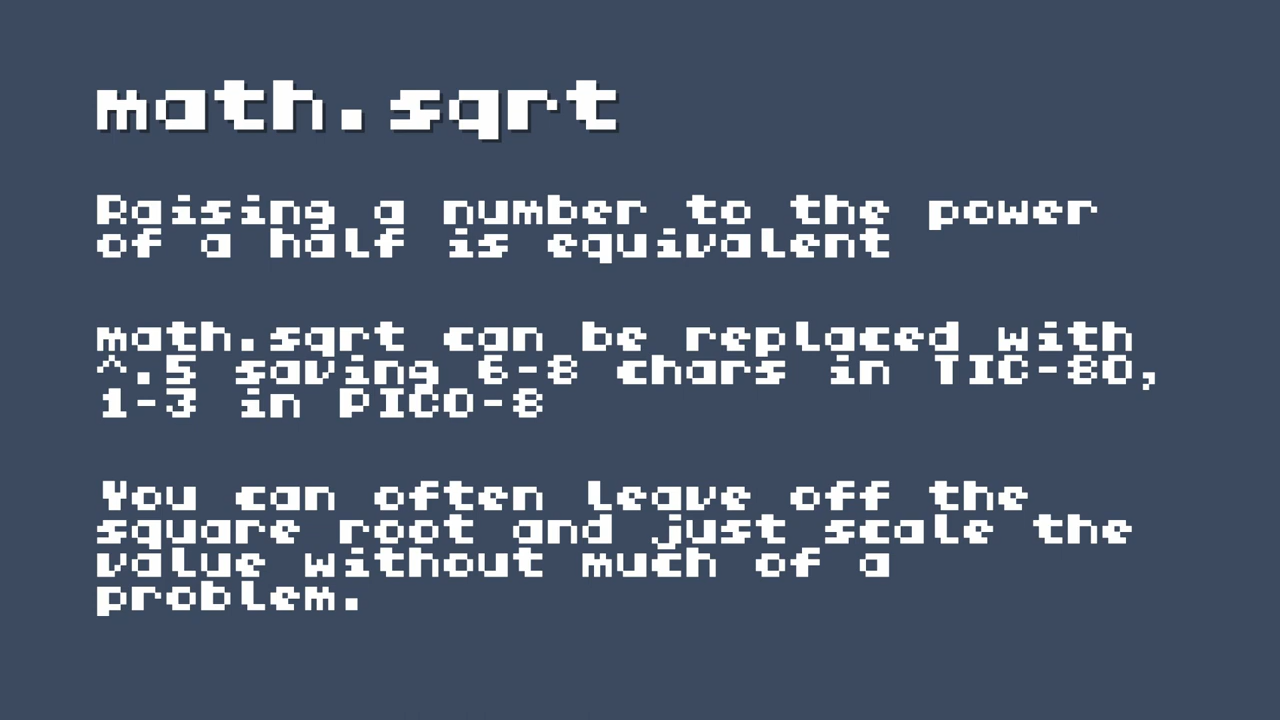 math.sqrt
Raising a number to the power
of a half is equivalent
math.sqrt can be replaced with
^.5 saving 6-8 chars in TIC-80,
1-3 in PICO-8
You can often leave off the
square root and just scale the
value without much of a
problem.